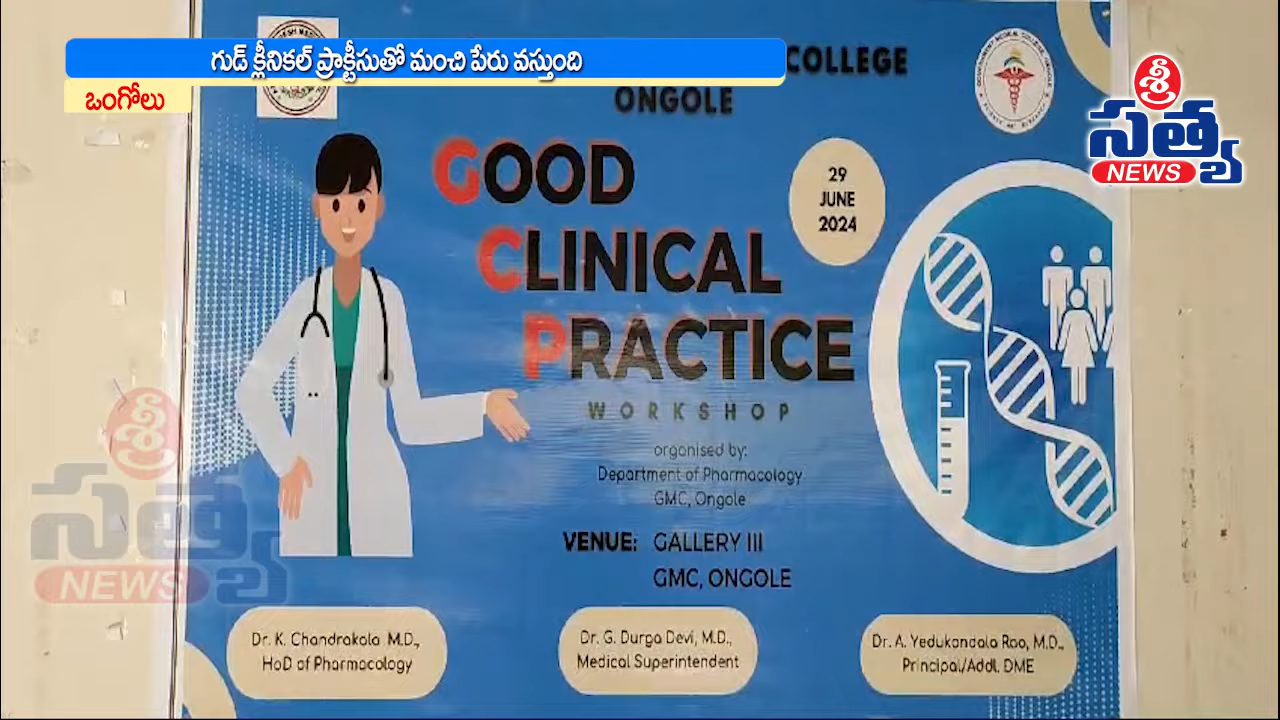 గుడ్ క్లీనికల్ ప్రాక్టీసుతో మంచి పేరు వస్తుంది
ఒంగోలు
COLLEGE
ONGOLE
శ్రీ
సత్య
NEWS
GOOD
CLINICAL
PRACTICE
WORKSHOP
29
JUNE
2024
organised by:
Department of Pharmacology
GMC, Ongole
VENUE: GALLERY III
GMC, ONGOLE
శ్రీ
సత్య
NEWS
Dr. K. Chandrakala M.D.,
HoD of Pharmacology
Dr. G. Durga Devi, M.D.,
Medical Superintendent
Dr. A. Yedukondala Rao, M.D.,
Principal/Addl. DME